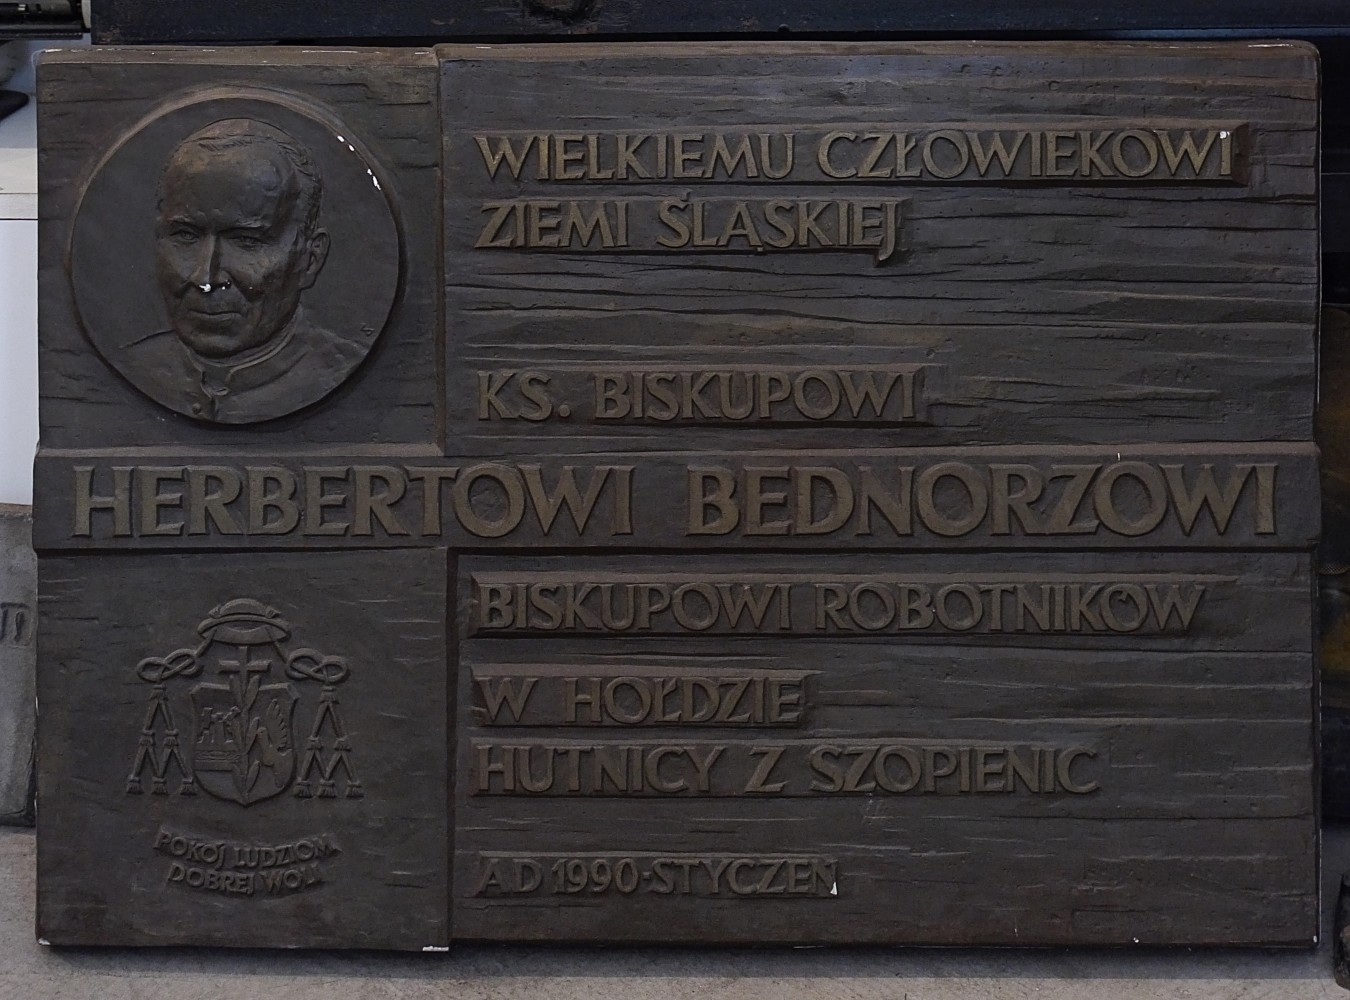 WIELKIEMU CZŁOWIEKOWI
ZIEMI ŚLĄSKIEJ
KS. BISKUPOWI
HERBERTOWI BEDNORZOWI
BISKUPOWI ROBOTNIKÓW
W HOŁDZIE
HUTNICY Z SZOPIENIC
AD 1990-STYCZEŃ
POKÓJ LUDZIOM
DOBREJ WOLI